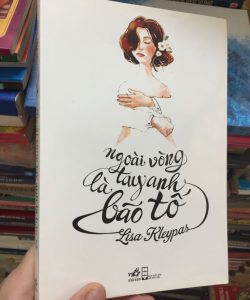 ngoài vòng
là tay anh
bão tố
Lisa Kleypas